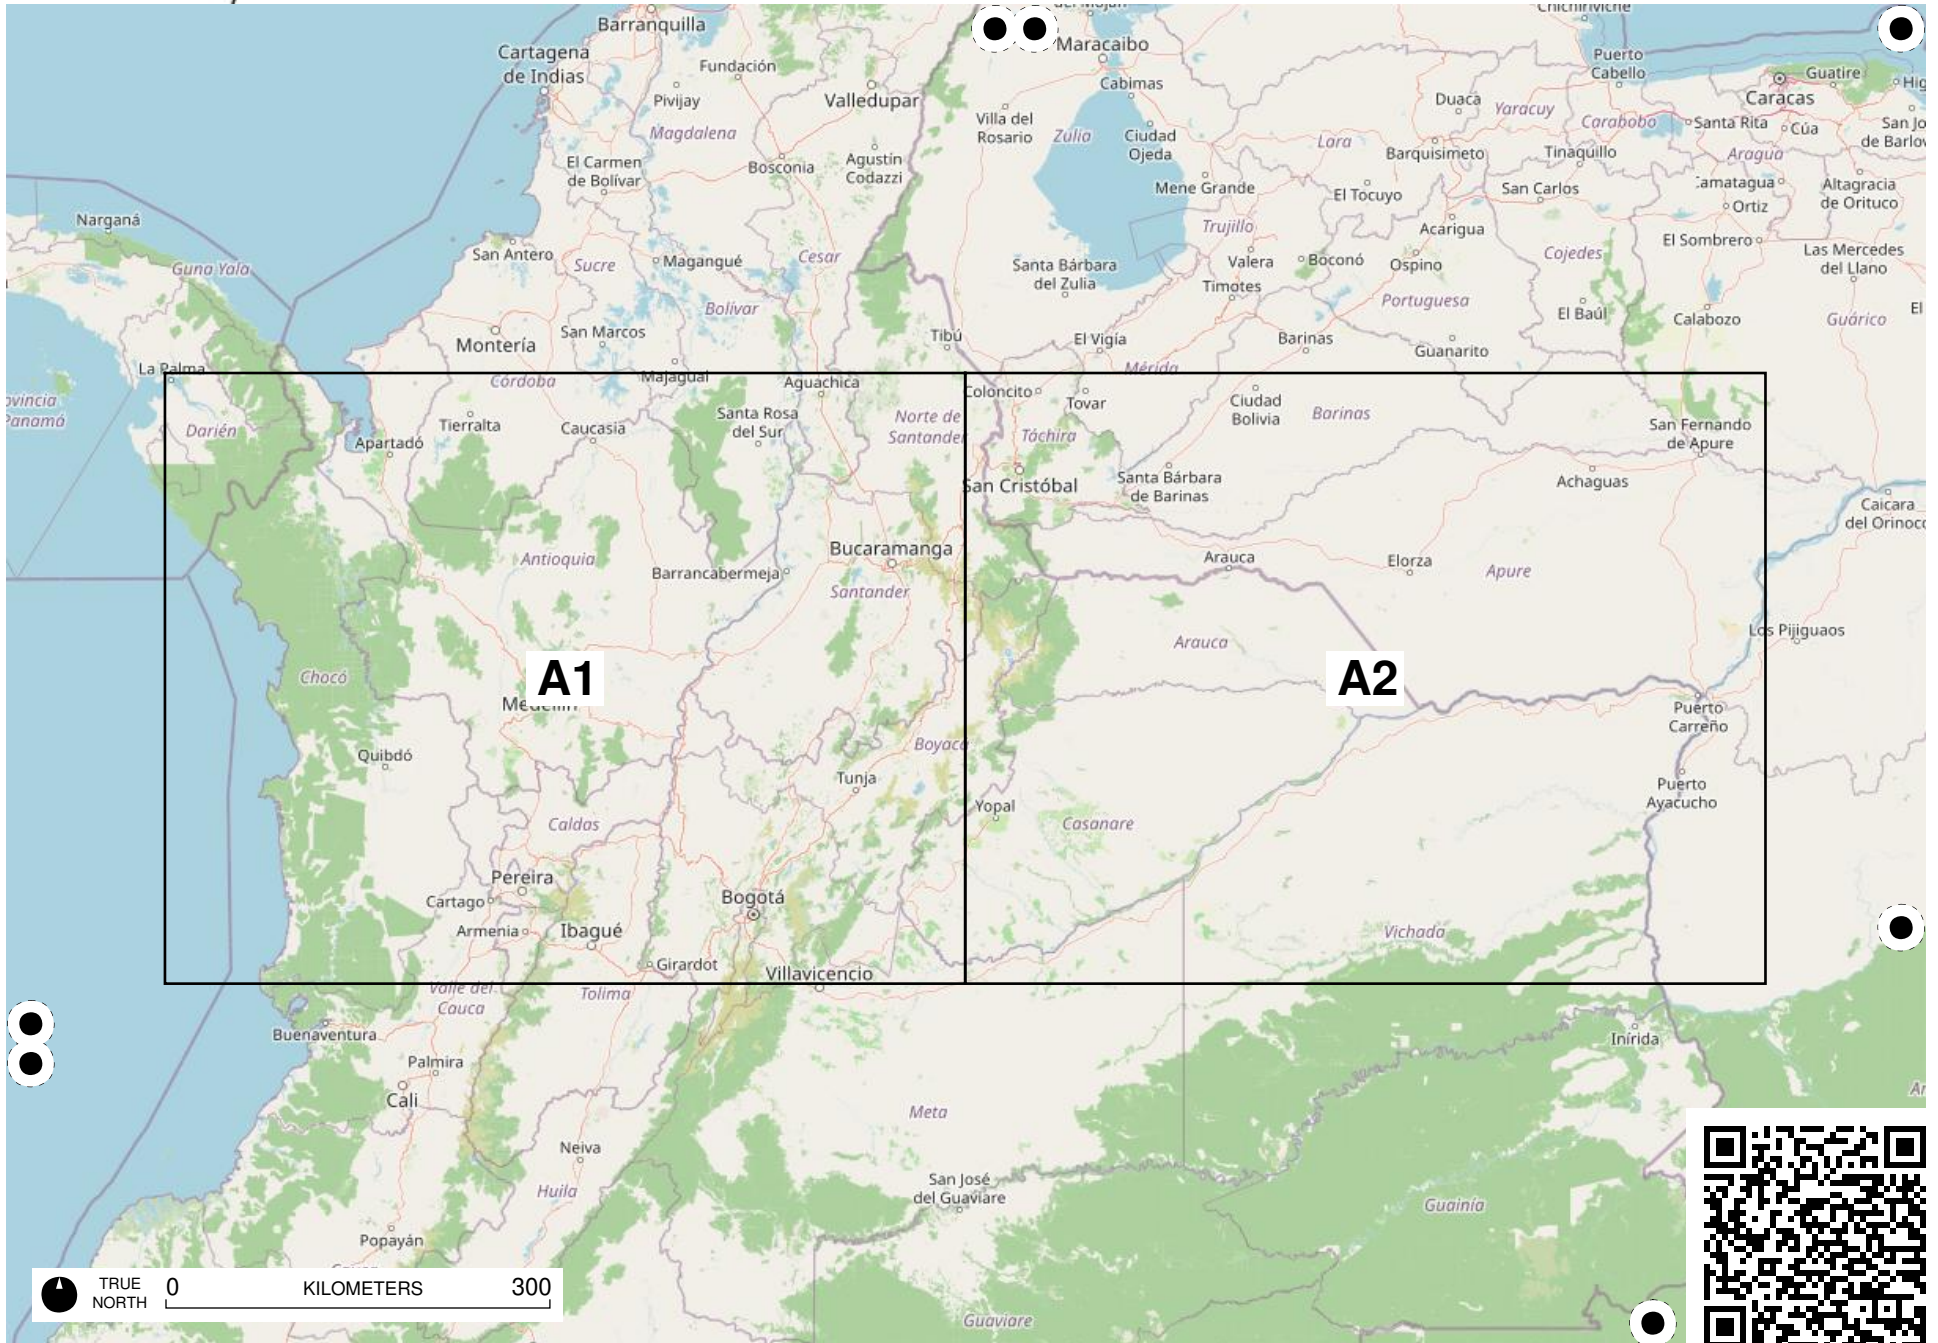 Barranquilla
Chichiriviche
Maracaibo
Cartagena
de Indias
Fundación
Puerto
Cabello
Guatire
Cabimas
Pivijay
Valledupar
Duaca
Caracas
Villa del
Rosario
Zulia
Yaracuy
Carabobo
Santa Rita
Cúa
San Jo
de Barlov
Magdalena
Ciudad
Ojeda
Lara
El Carmen
de Bolívar
Bosconia
Agustín
Codazzi
Barquisimeto
Tinaquillo
Aragua
Mene Grande
El Tocuyo
San Carlos
Camatagua
Altagracia
de Orituco
Ortiz
Narganá
Trujillo
Acarigua
El Sombrero
Las Mercedes
del Llano
San Antero
Guna Yala
Sucre
Magangué
Cesar
Santa Bárbara
del Zulia
Valera
Boconó
Ospino
Cojedes
Timotes
Portuguesa
Bolívar
El Baúl
Calabozo
Guárico
El
Montería
San Marcos
Tibú
El Vigía
Barinas
Guanarito
La Palma
Mérida
Córdoba
Majagual
Aguachica
Coloncito
Tovar
Ciudad
Bolivia
Barinas
ovincia
Panamá
Darién
Tierralta
Caucasia
Santa Rosa
del Sur
Norte de
Santander
Táchira
San Fernando
de Apure
Apartadó
San Cristóbal
Santa Bárbara
de Barinas
Achaguas
Caicara
del Orinoco
Antioquia
Bucaramanga
Arauca
Elorza
Apure
Barrancabermeja
Santander
Los Pijiguaos
Arauca
Chocó
A1
A2
Medellín
Puerto
Carreño
Quibdó
Boyacá
Tunja
Puerto
Ayacucho
Yopal
Casanare
Caldas
Pereira
Cartago
Bogotá
Armenia
Ibagué
Vichada
Girardot
Villavicencio
Valle del
Cauca
Tolima
Buenaventura
Inírida
Palmira
Cali
Meta
Neiva
San José
del Guaviare
Huila
Guainía
Popayán
TRUE
NORTH
0 KILOMETERS 300
Guaviare